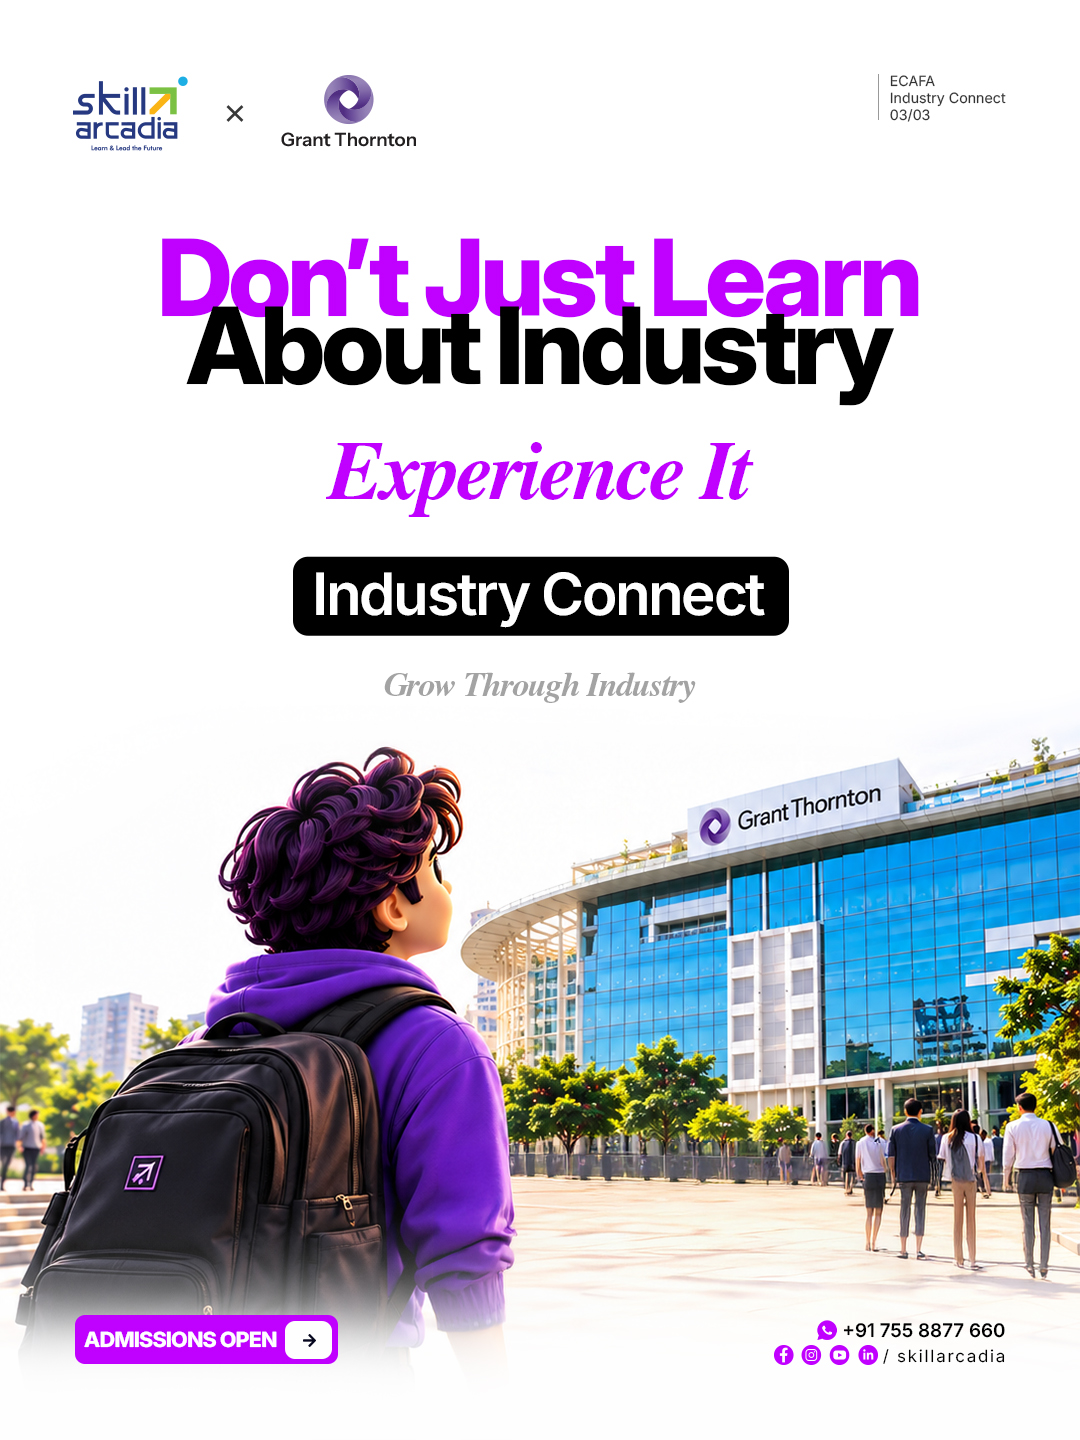 skill
arcadia
Learn & Lead the Future
×
Grant Thornton
ECAFA
Industry Connect
03/03
Don’t Just Learn
About Industry
Experience It
Industry Connect
Grow Through Industry
Grant Thornton
ADMISSIONS OPEN
+91 755 8877 660
/ skillarcadia